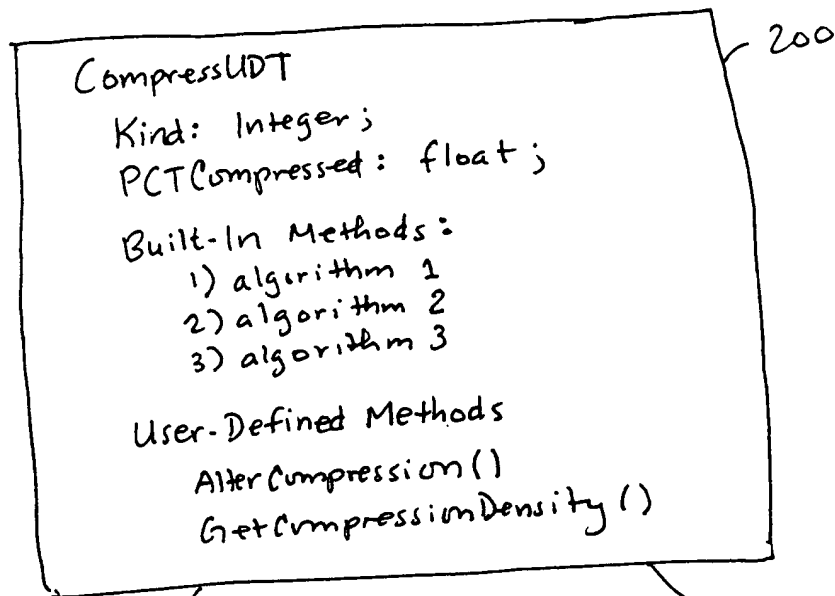 200
CompressUDT
Kind: Integer;
PCTCompressed: float;
Built-In Methods:
1) algorithm 1
2) algorithm 2
3) algorithm 3
User-Defined Methods
AlterCompression()
GetCompressionDensity()